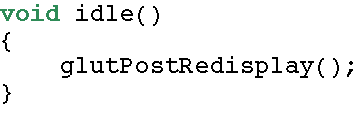 void idle()
{
    glutPostRedisplay();
}